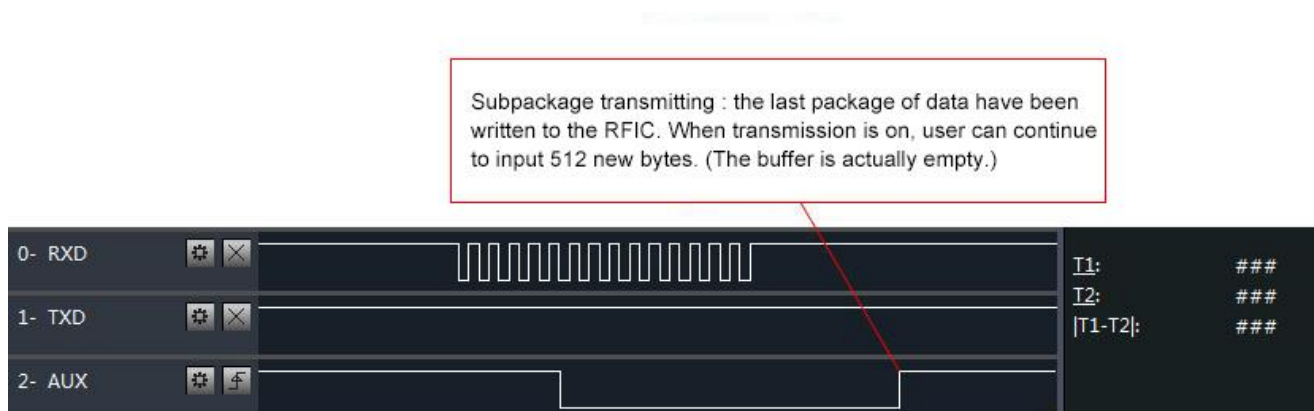 Subpackage transmitting : the last package of data have been
written to the RFIC. When transmission is on, user can continue
to input 512 new bytes. (The buffer is actually empty.)
0- RXD
T1: ###
T2: ###
1- TXD
|T1-T2|: ###
2- AUX